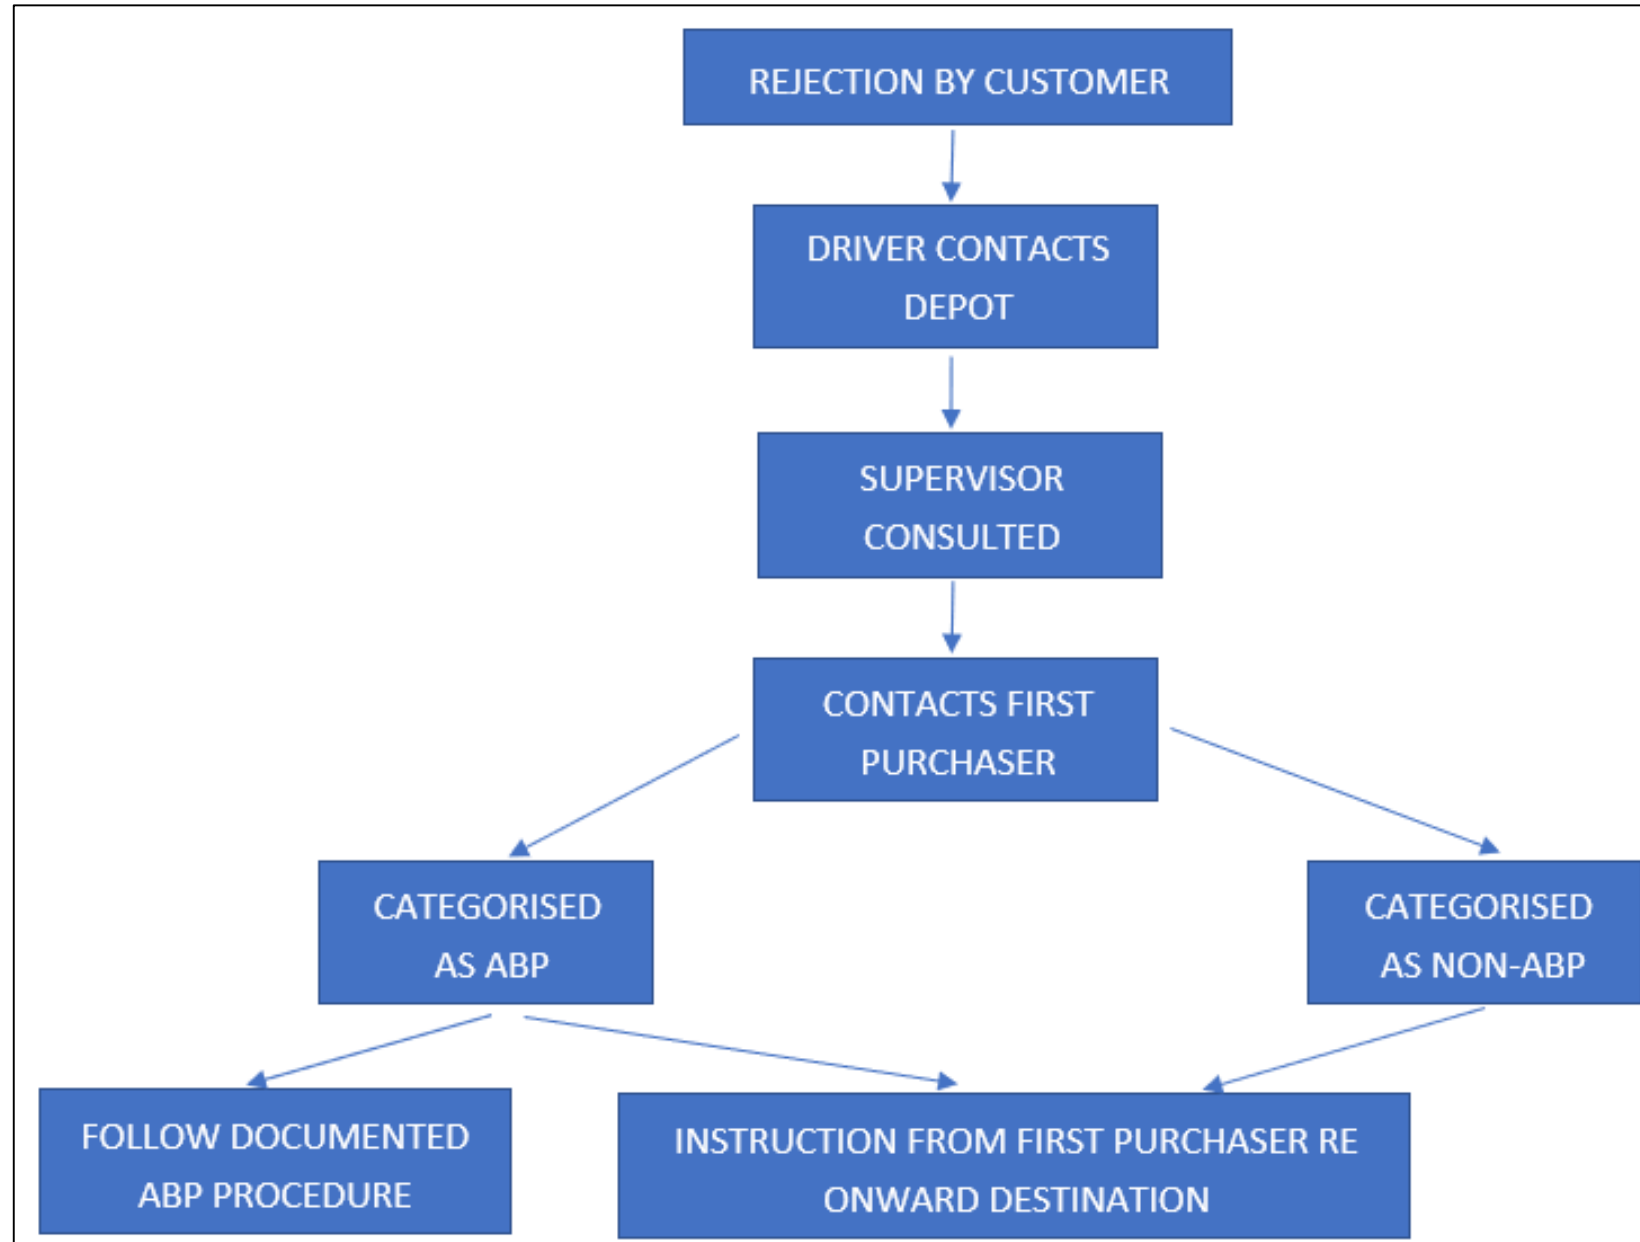 REJECTION BY CUSTOMER
DRIVER CONTACTS
DEPOT
SUPERVISOR
CONSULTED
CONTACTS FIRST
PURCHASER
CATEGORISED
AS ABP
CATEGORISED
AS NON-ABP
FOLLOW DOCUMENTED
ABP PROCEDURE
INSTRUCTION FROM FIRST PURCHASER RE
ONWARD DESTINATION